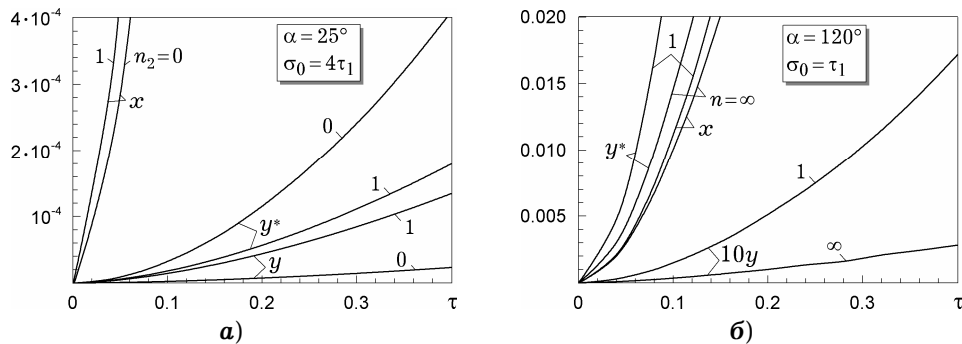 4·10⁻⁴
3·10⁻⁴
2·10⁻⁴
10⁻⁴
1
n₂=0
x
α = 25°
σ₀ = 4τ₁
0
1
y*
1
y
0
0
0.1
0.2
0.3
τ
а)
0.020
0.015
0.010
0.005
1
α = 120°
σ₀ = τ₁
n=∞
x
y*
1
10y
∞
0
0.1
0.2
0.3
τ
б)